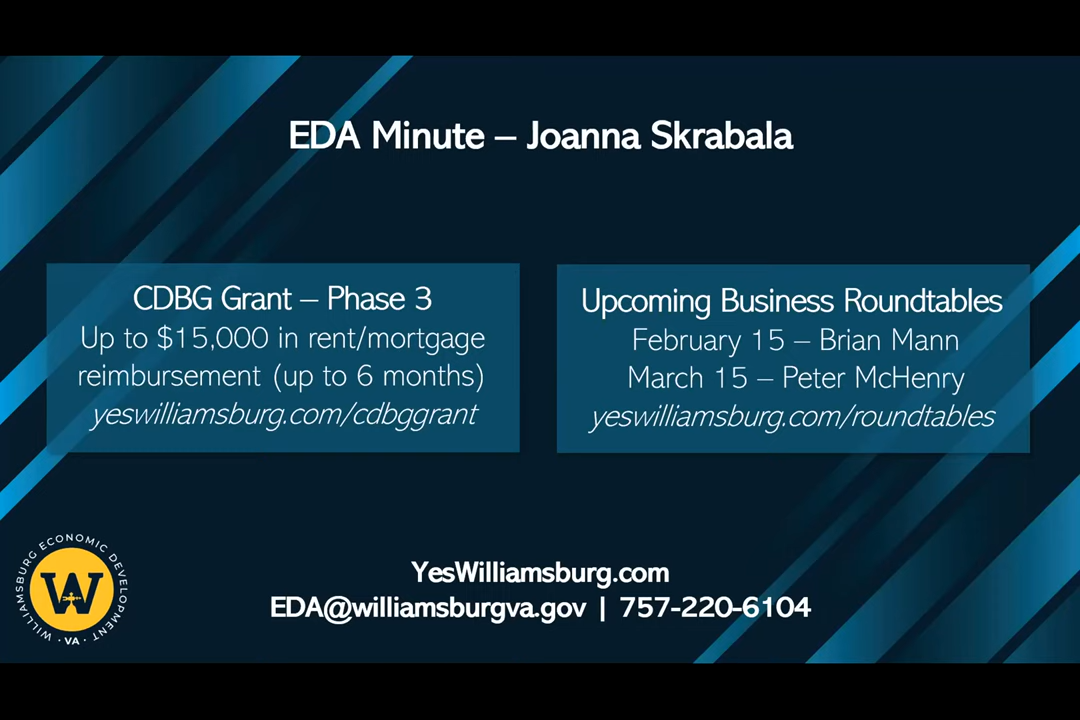 EDA Minute – Joanna Skrabala
CDBG Grant – Phase 3
Up to $15,000 in rent/mortgage
reimbursement (up to 6 months)
yeswilliamsburg.com/cdbggrant
Upcoming Business Roundtables
February 15 – Brian Mann
March 15 – Peter McHenry
yeswilliamsburg.com/roundtables
WILLIAMSBURG ECONOMIC DEVELOPMENT
W
· VA ·
YesWilliamsburg.com
EDA@williamsburgva.gov | 757-220-6104